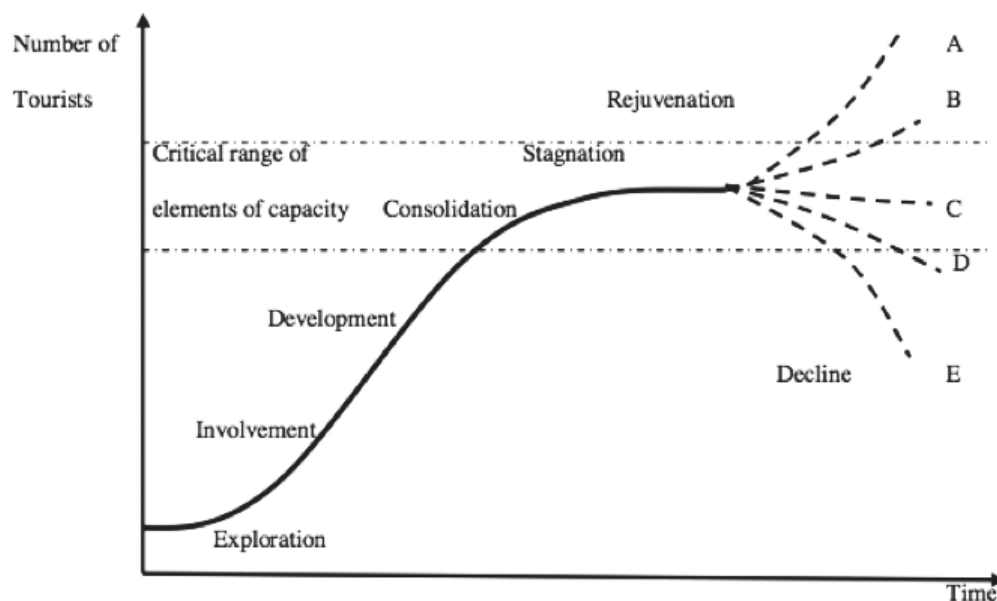 Number of
Tourists
A
Rejuvenation
B
Critical range of
elements of capacity
Stagnation
Consolidation
C
D
Development
Decline
E
Involvement
Exploration
Time